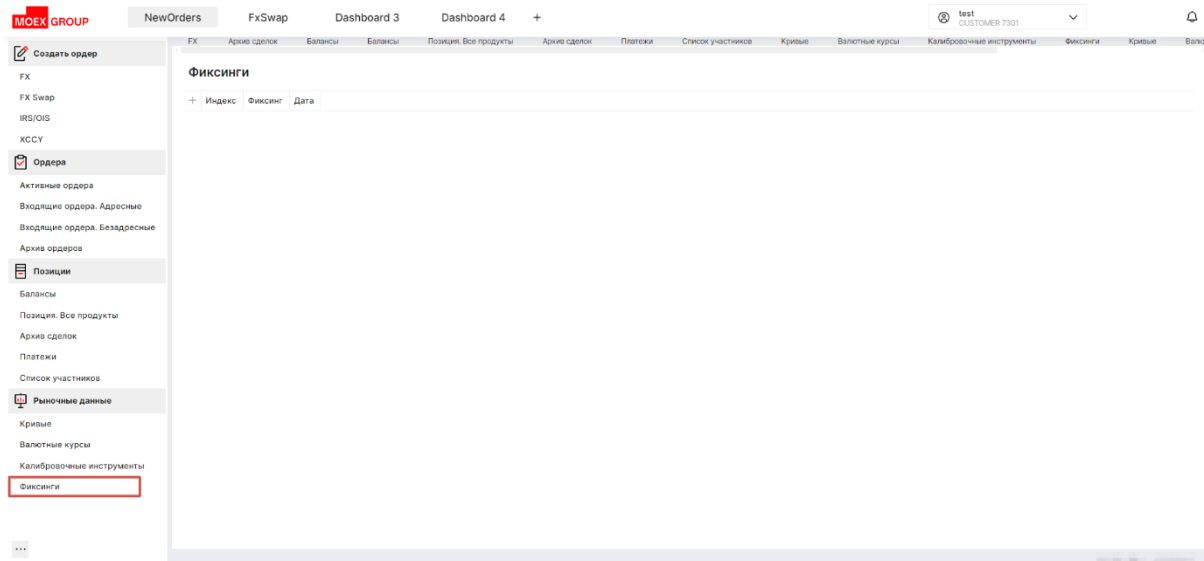 MOEX GROUP
NewOrders FxSwap Dashboard 3 Dashboard 4 +
test
CUSTOMER 7301
FX Архив сделок Балансы Балансы Позиция. Все продукты Архив сделок Платежи Список участников Кривые Валютные курсы Калибровочные инструменты Фиксинги Кривые Вало
Создать ордер
FX
FX Swap
IRS/OIS
XCCY
Ордера
Активные ордера
Входящие ордера. Адресные
Входящие ордера. Безадресные
Архив ордеров
Позиции
Балансы
Позиция. Все продукты
Архив сделок
Платежи
Список участников
Рыночные данные
Кривые
Валютные курсы
Калибровочные инструменты
Фиксинги
...
Фиксинги
+ Индекс Фиксинг Дата